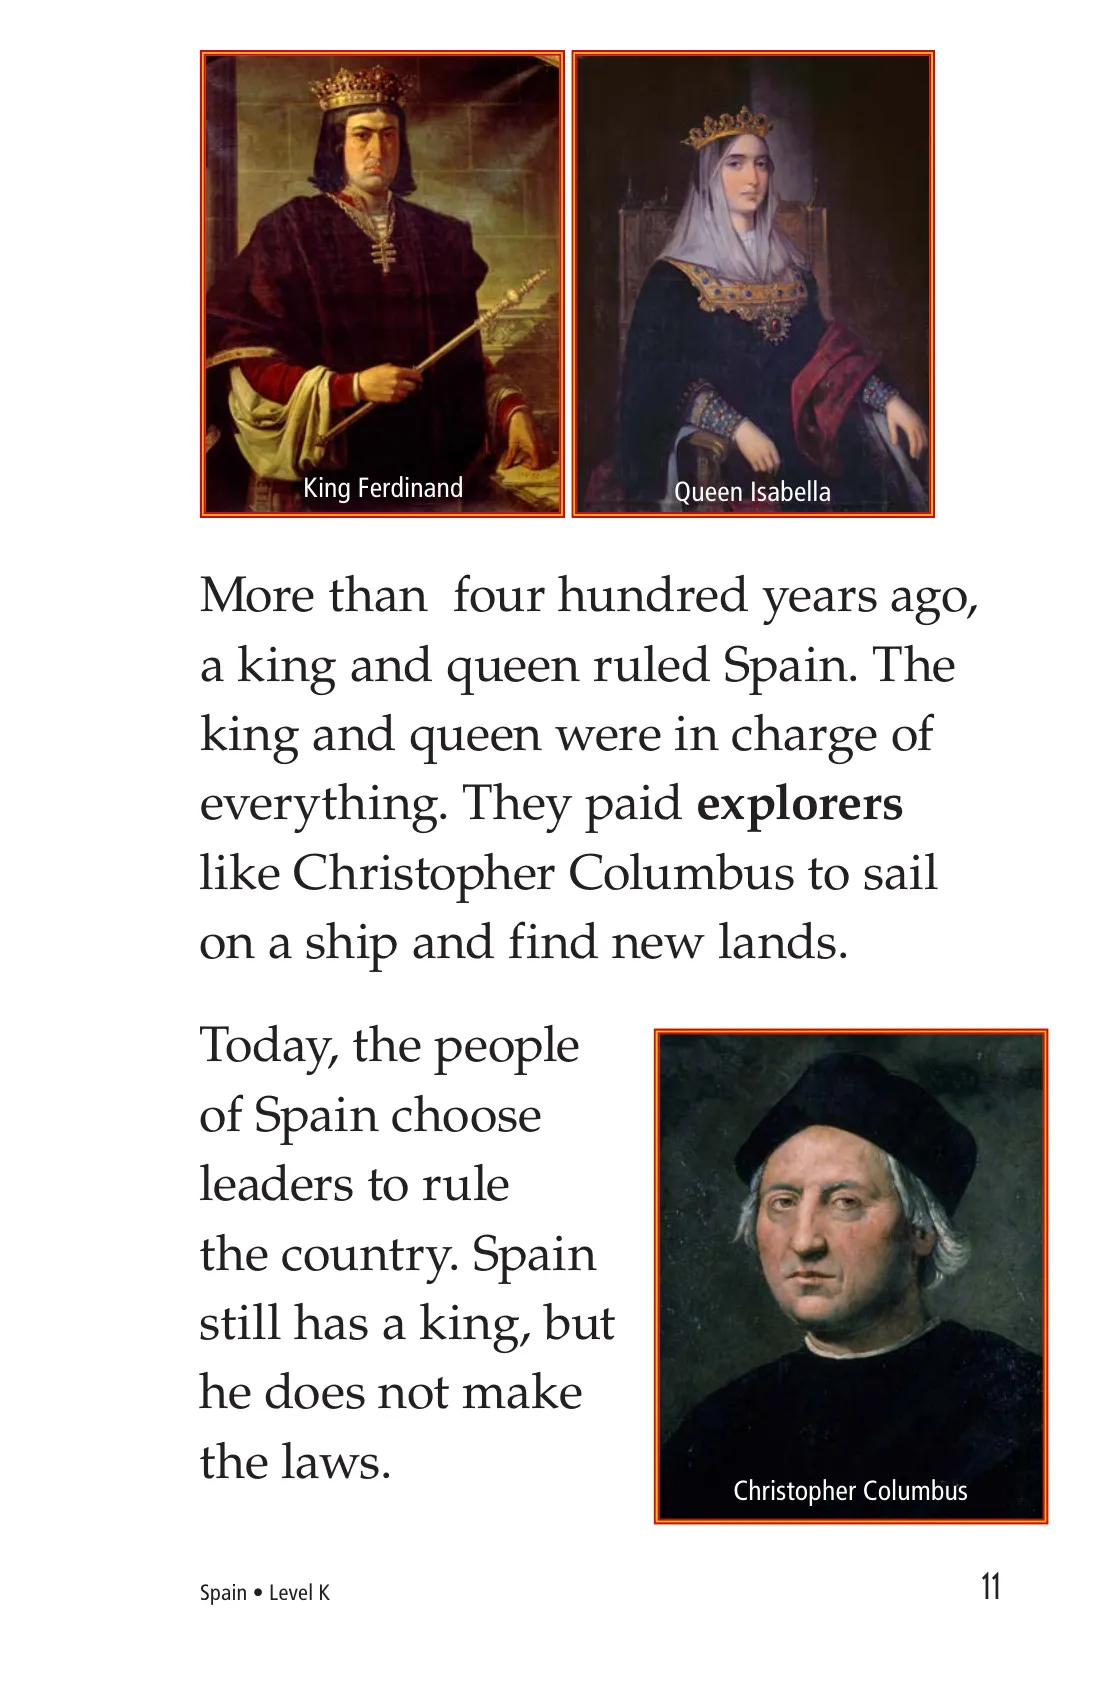 King Ferdinand
Queen Isabella
More than  four hundred years ago,
a king and queen ruled Spain. The
king and queen were in charge of
everything. They paid explorers
like Christopher Columbus to sail
on a ship and find new lands.
Today, the people
of Spain choose
leaders to rule
the country. Spain
still has a king, but
he does not make
the laws.
Christopher Columbus
Spain • Level K
11